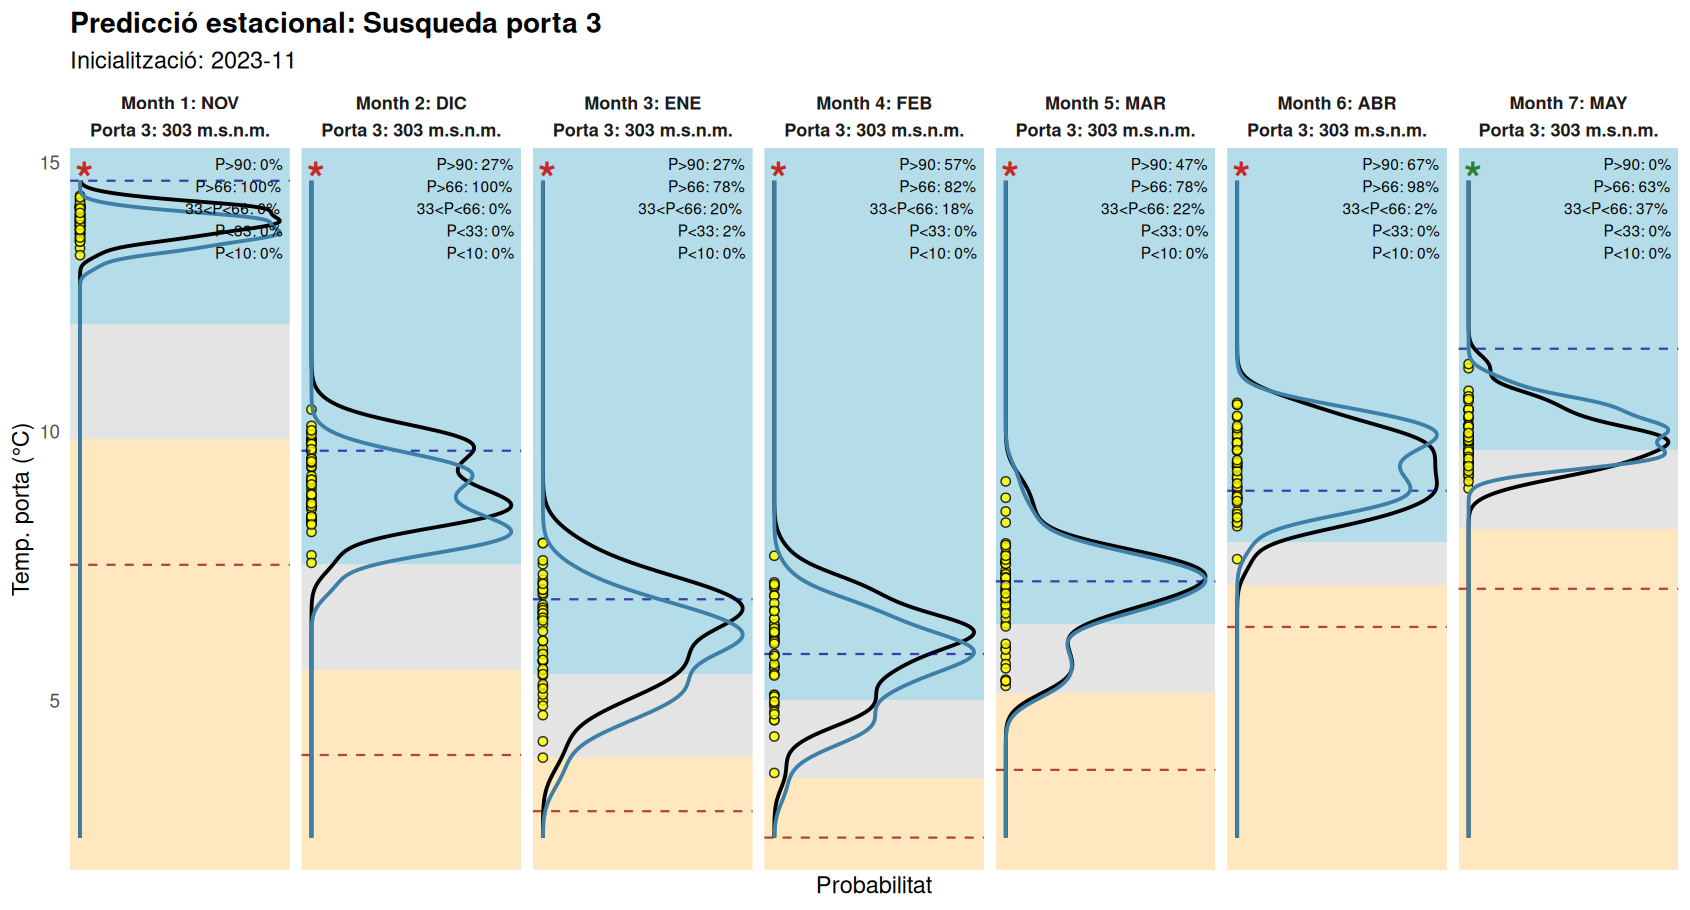 Predicció estacional: Susqueda porta 3
Inicialització: 2023-11
Month 1: NOV
Porta 3: 303 m.s.n.m.
Month 2: DIC
Porta 3: 303 m.s.n.m.
Month 3: ENE
Porta 3: 303 m.s.n.m.
Month 4: FEB
Porta 3: 303 m.s.n.m.
Month 5: MAR
Porta 3: 303 m.s.n.m.
Month 6: ABR
Porta 3: 303 m.s.n.m.
Month 7: MAY
Porta 3: 303 m.s.n.m.
Temp. porta (°C)
15
10
5
*
P>90: 0%
P>66: 100%
33<P<66: 0%
P<33: 0%
P<10: 0%
*
P>90: 27%
P>66: 100%
33<P<66: 0%
P<33: 0%
P<10: 0%
*
P>90: 27%
P>66: 78%
33<P<66: 20%
P<33: 2%
P<10: 0%
*
P>90: 57%
P>66: 82%
33<P<66: 18%
P<33: 0%
P<10: 0%
*
P>90: 47%
P>66: 78%
33<P<66: 22%
P<33: 0%
P<10: 0%
*
P>90: 67%
P>66: 98%
33<P<66: 2%
P<33: 0%
P<10: 0%
*
P>90: 0%
P>66: 63%
33<P<66: 37%
P<33: 0%
P<10: 0%
Probabilitat